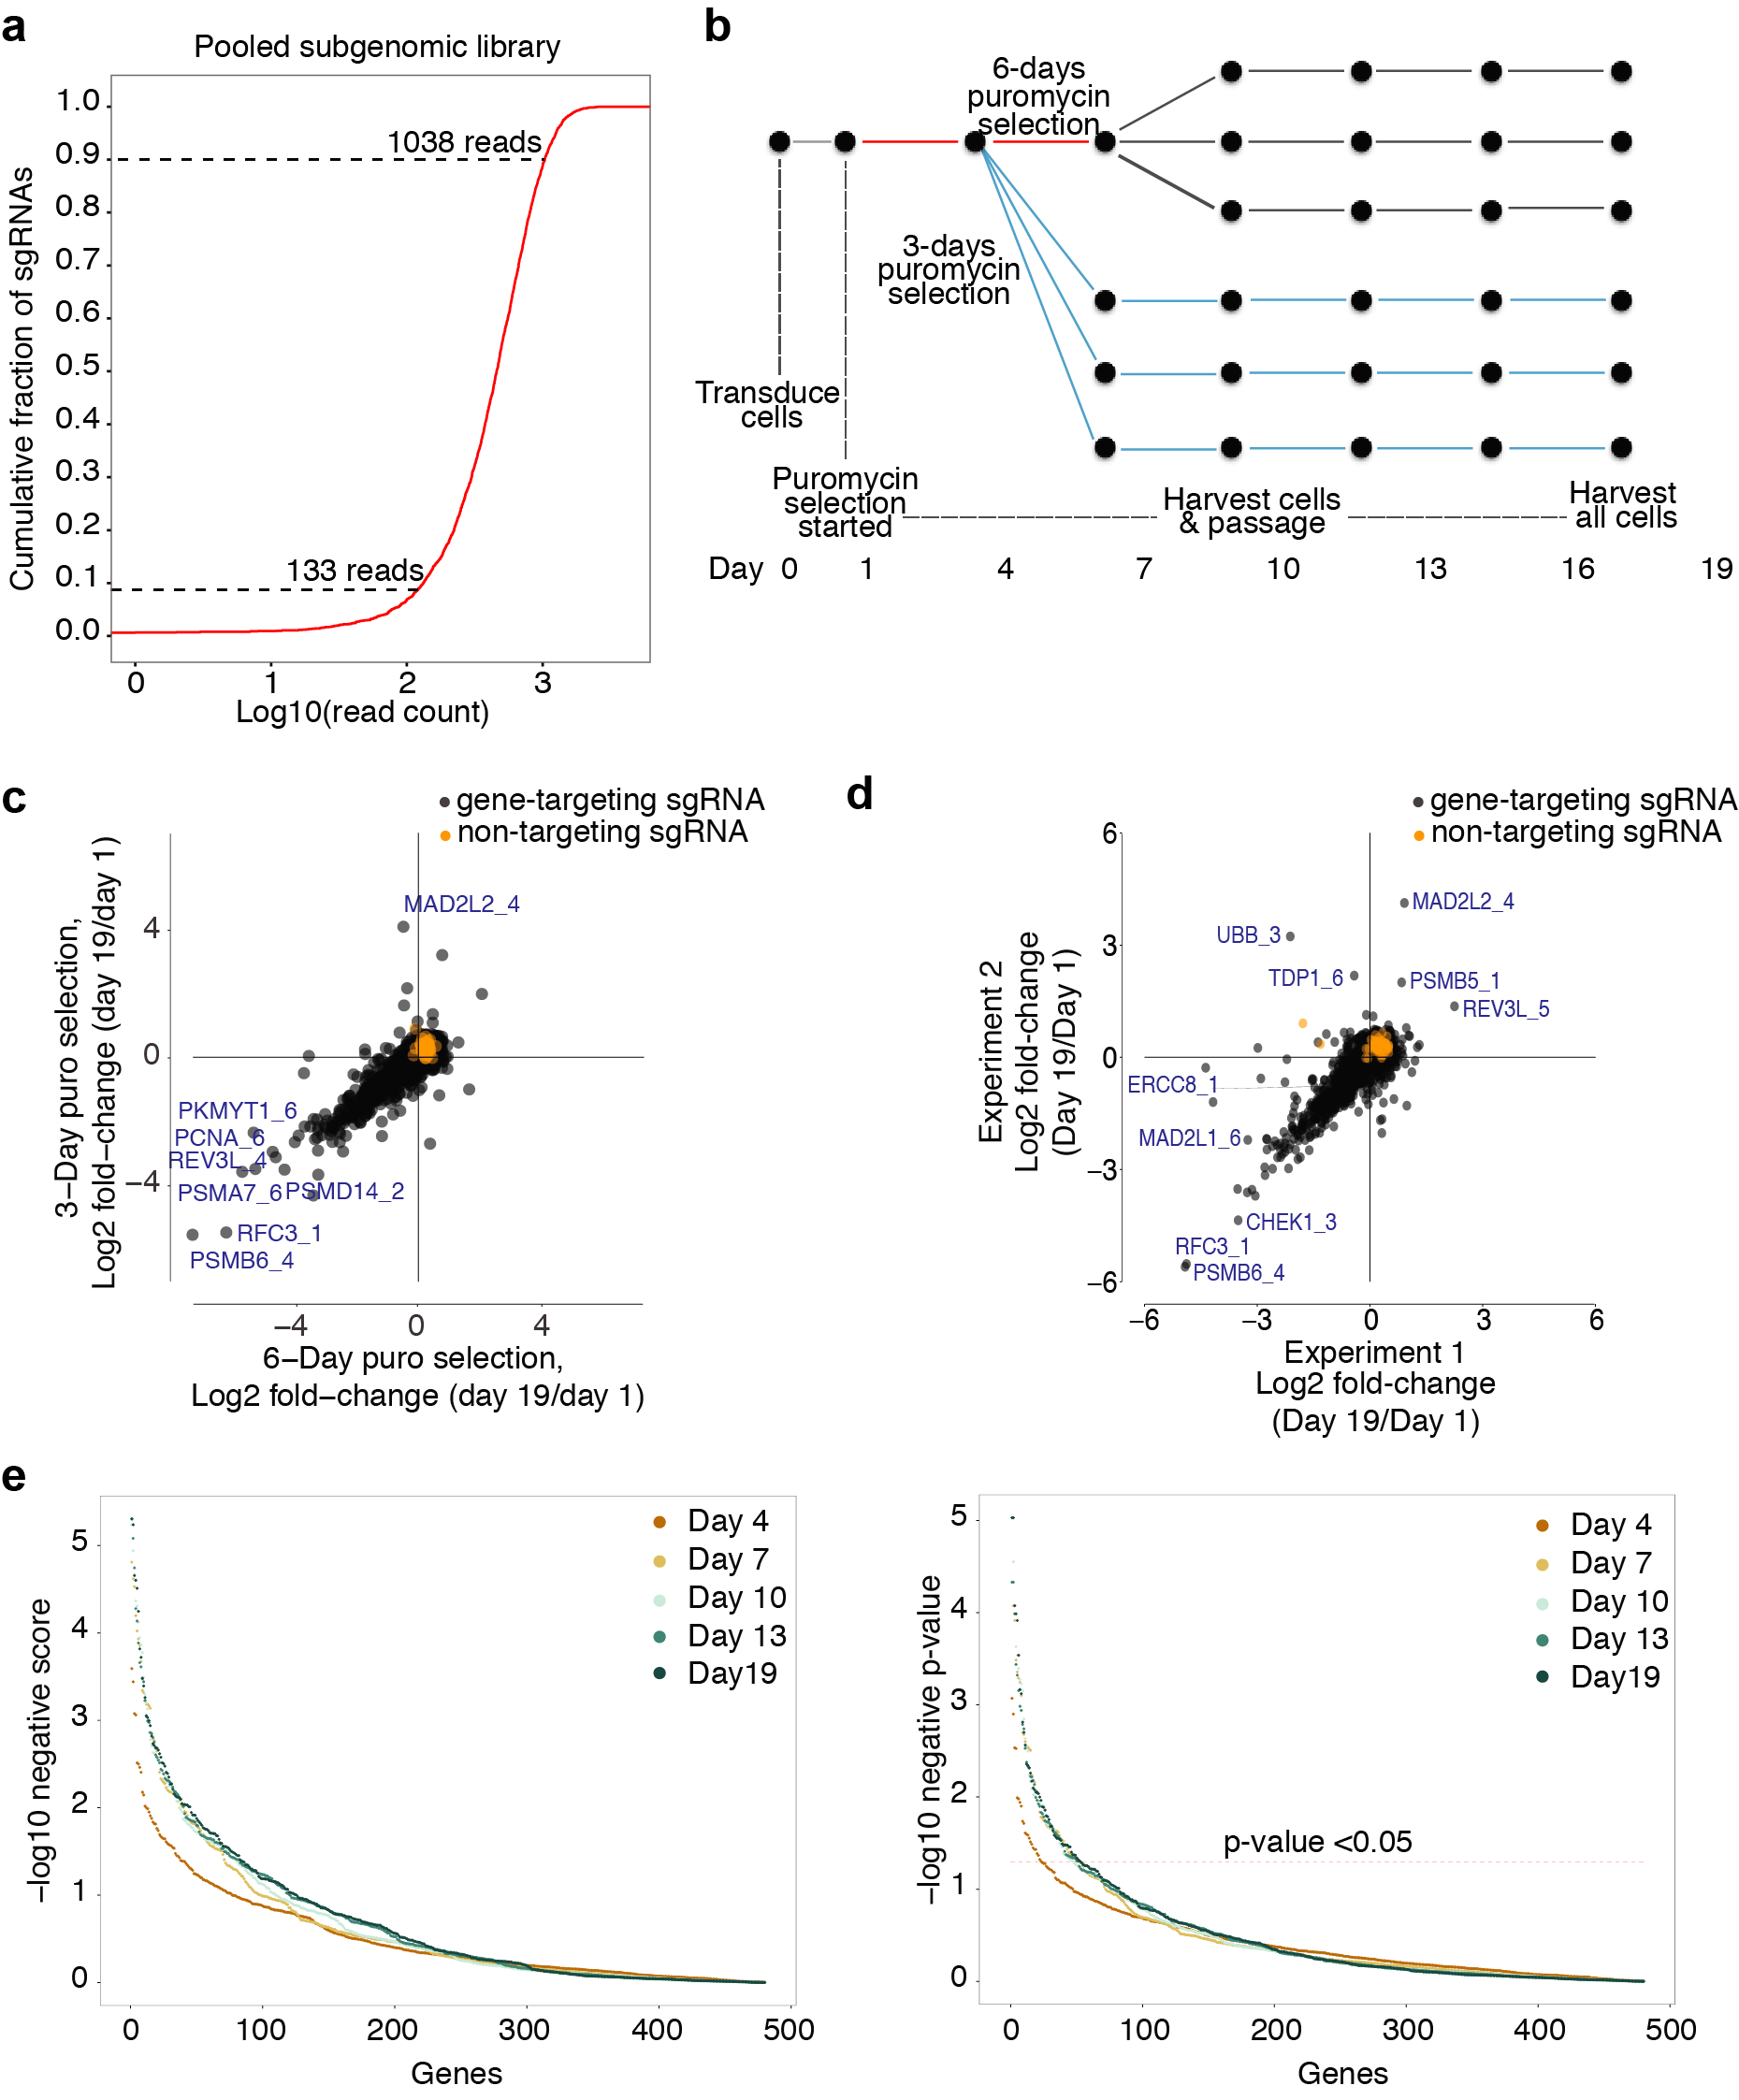 a
Pooled subgenomic library
1.0
0.9
0.8
0.7
0.6
0.5
0.4
0.3
0.2
0.1
0.0
1038 reads
133 reads
Cumulative fraction of sgRNAs
0 1 2 3
Log10(read count)
b
6-days
puromycin
selection
3-days
puromycin
selection
Transduce
cells
Puromycin
selection
started
Harvest cells
& passage
Harvest
all cells
Day 0 1 4 7 10 13 16 19
c
gene-targeting sgRNA
non-targeting sgRNA
3−Day puro selection,
Log2 fold−change (day 19/day 1)
4
0
−4
MAD2L2_4
PKMYT1_6
PCNA_6
REV3L_4
PSMA7_6
PSMD14_2
RFC3_1
PSMB6_4
−4 0 4
6−Day puro selection,
Log2 fold−change (day 19/day 1)
d
gene-targeting sgRNA
non-targeting sgRNA
Experiment 2
Log2 fold-change
(Day 19/Day 1)
6
3
0
−3
−6
MAD2L2_4
UBB_3
TDP1_6
PSMB5_1
REV3L_5
ERCC8_1
MAD2L1_6
CHEK1_3
RFC3_1
PSMB6_4
−6 −3 0 3 6
Experiment 1
Log2 fold-change
(Day 19/Day 1)
e
−log10 negative score
5
4
3
2
1
0
Day 4
Day 7
Day 10
Day 13
Day19
0 100 200 300 400 500
Genes
−log10 negative p-value
5
4
3
2
1
0
Day 4
Day 7
Day 10
Day 13
Day19
p-value <0.05
0 100 200 300 400 500
Genes